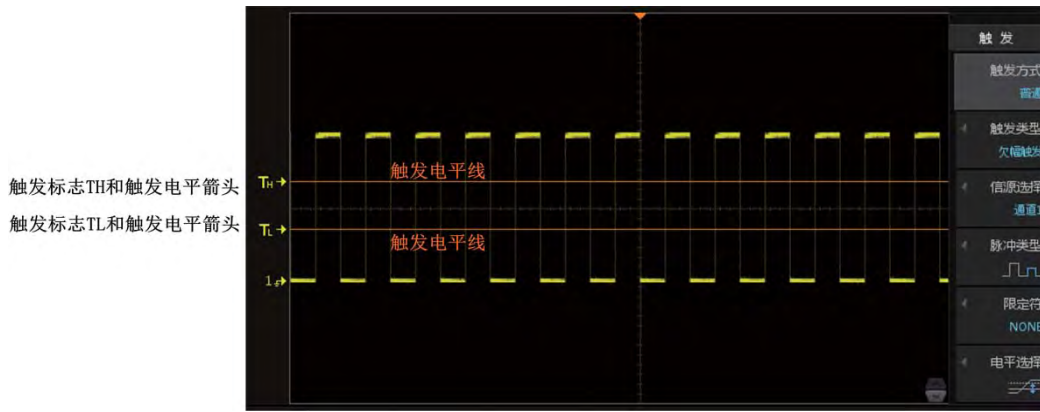 触发标志TH和触发电平箭头
触发标志TL和触发电平箭头
TH
触发电平线
TL
触发电平线
1
触 发
触发方式
普通
触发类型
欠幅触发
信源选择
通道1
脉冲类型
限定符
NONE
电平选择